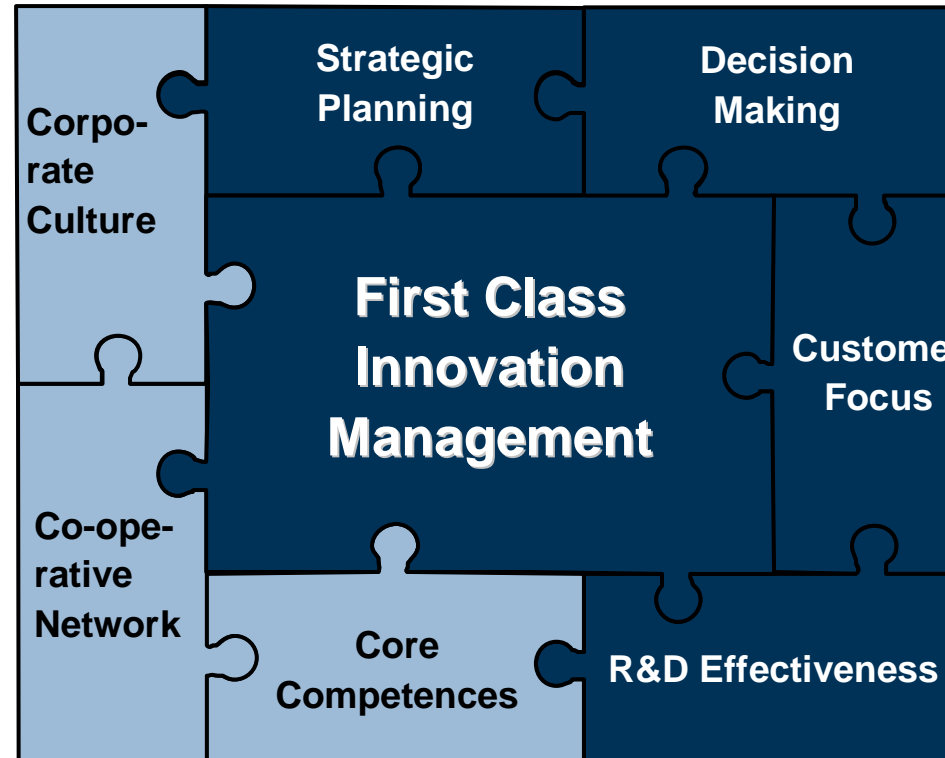 Strategic
Planning
Decision
Making
Corpo-
rate
Culture
First Class
Innovation
Management
Custome
Focus
Co-ope-
rative
Network
Core
Competences
R&D Effectiveness